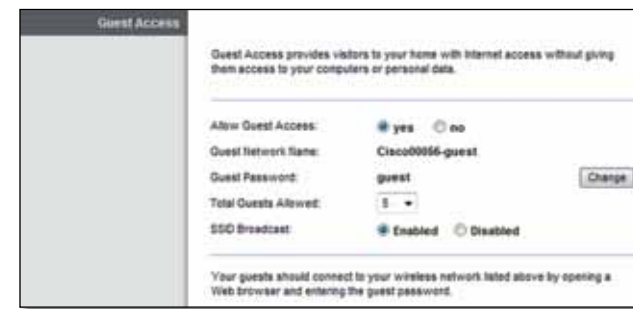 Guest Access
Guest Access provides visitors to your home with Internet access without giving
them access to your computers or personal data.
Allow Guest Access: yes no
Guest Network Name: Cisco00056-guest
Guest Password: guest Change
Total Guests Allowed: 5
SSID Broadcast: Enabled Disabled
Your guests should connect to your wireless network listed above by opening a
Web browser and entering the guest password.